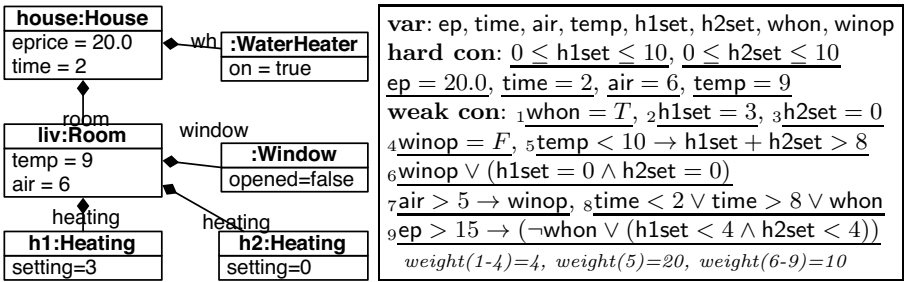 house:House
eprice = 20.0
time = 2
wh
:WaterHeater
on = true
room
liv:Room
temp = 9
air = 6
window
:Window
opened=false
heating
heating
h1:Heating
setting=3
h2:Heating
setting=0
var: ep, time, air, temp, h1set, h2set, whon, winop
hard con: 0 ≤ h1set ≤ 10, 0 ≤ h2set ≤ 10
ep = 20.0, time = 2, air = 6, temp = 9
weak con: ₁whon = T, ₂h1set = 3, ₃h2set = 0
₄winop = F, ₅temp < 10 → h1set + h2set > 8
₆winop ∨ (h1set = 0 ∧ h2set = 0)
₇air > 5 → winop, ₈time < 2 ∨ time > 8 ∨ whon
₉ep > 15 → (¬whon ∨ (h1set < 4 ∧ h2set < 4))
weight(1-4)=4, weight(5)=20, weight(6-9)=10